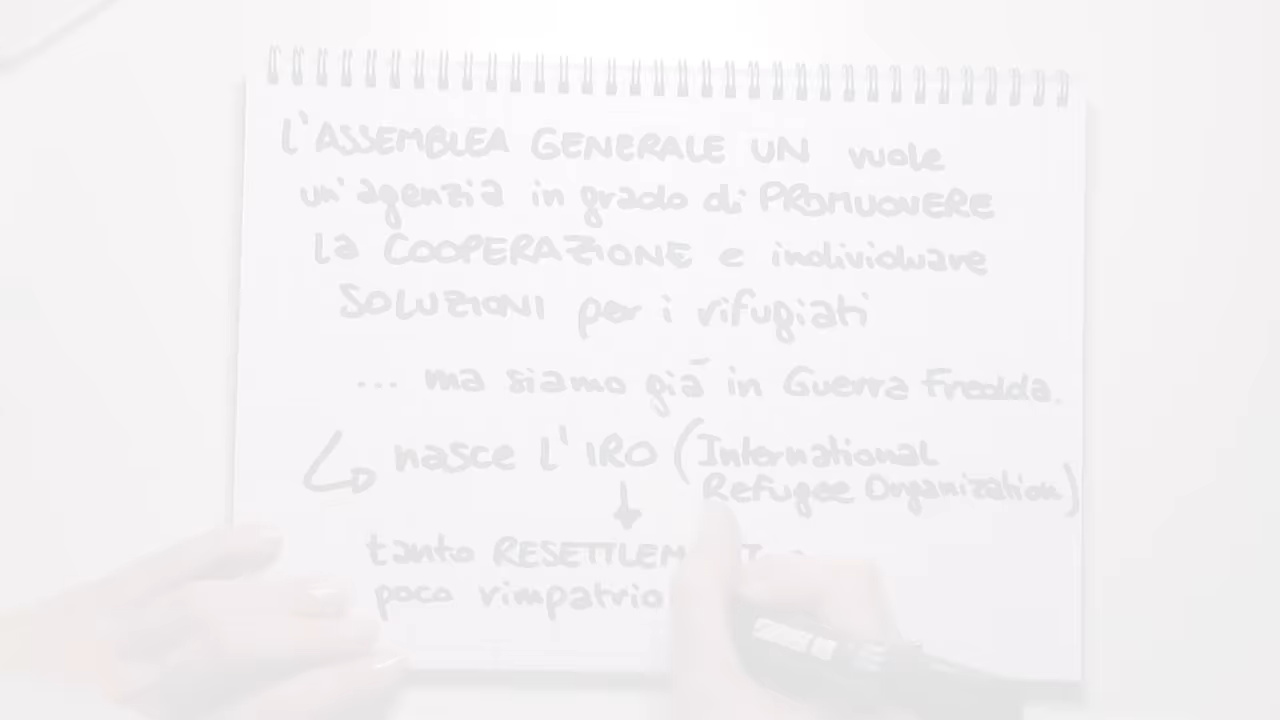 L'ASSEMBLEA GENERALE UN vuole
un'agenzia in grado di PROMUOVERE
la COOPERAZIONE e individuare
SOLUZIONI per i rifugiati
... ma siamo già in Guerra Fredda.
nasce l'IRO (International
Refugee Organization)
tanto RESETTLEMENT e
poco rimpatrio